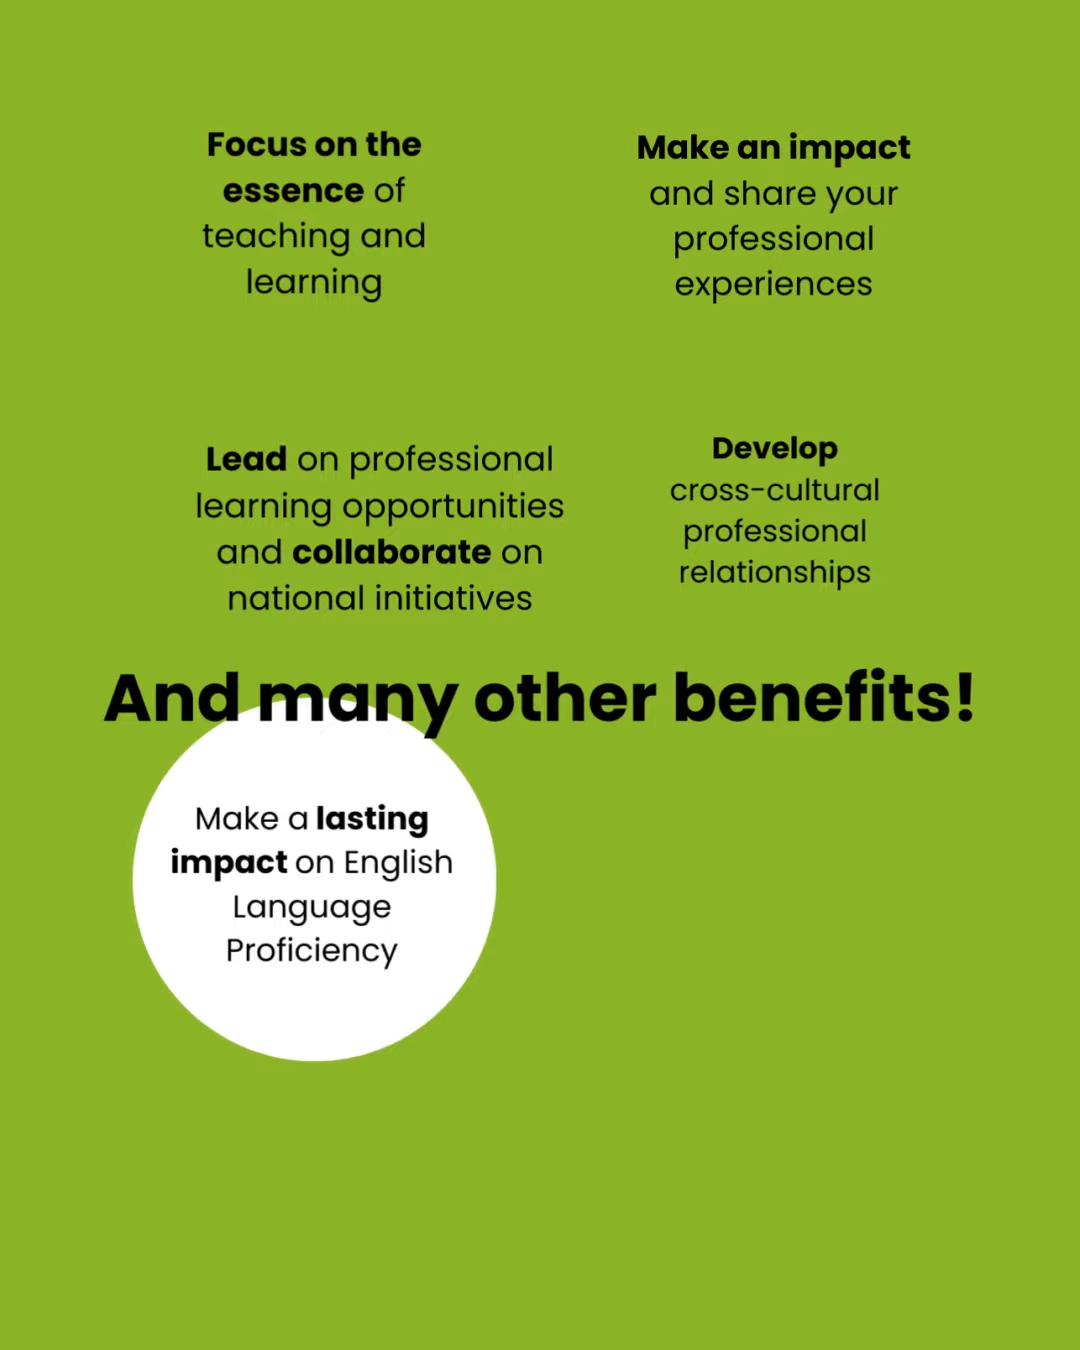 Focus on the
essence of
teaching and
learning
Make an impact
and share your
professional
experiences
Lead on professional
learning opportunities
and collaborate on
national initiatives
Develop
cross-cultural
professional
relationships
And many other benefits!
Make a lasting
impact on English
Language
Proficiency